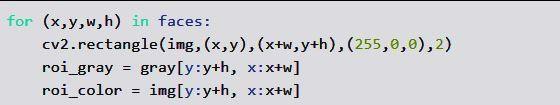 for (x,y,w,h) in faces:
    cv2.rectangle(img,(x,y),(x+w,y+h),(255,0,0),2)
    roi_gray = gray[y:y+h, x:x+w]
    roi_color = img[y:y+h, x:x+w]